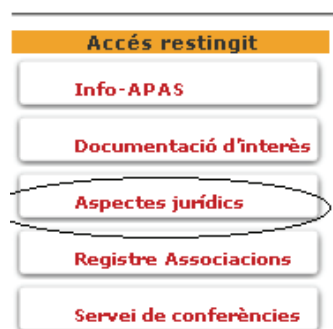 Accés restingit
Info-APAS
Documentació d'interès
Aspectes jurídics
Registre Associacions
Servei de conferències